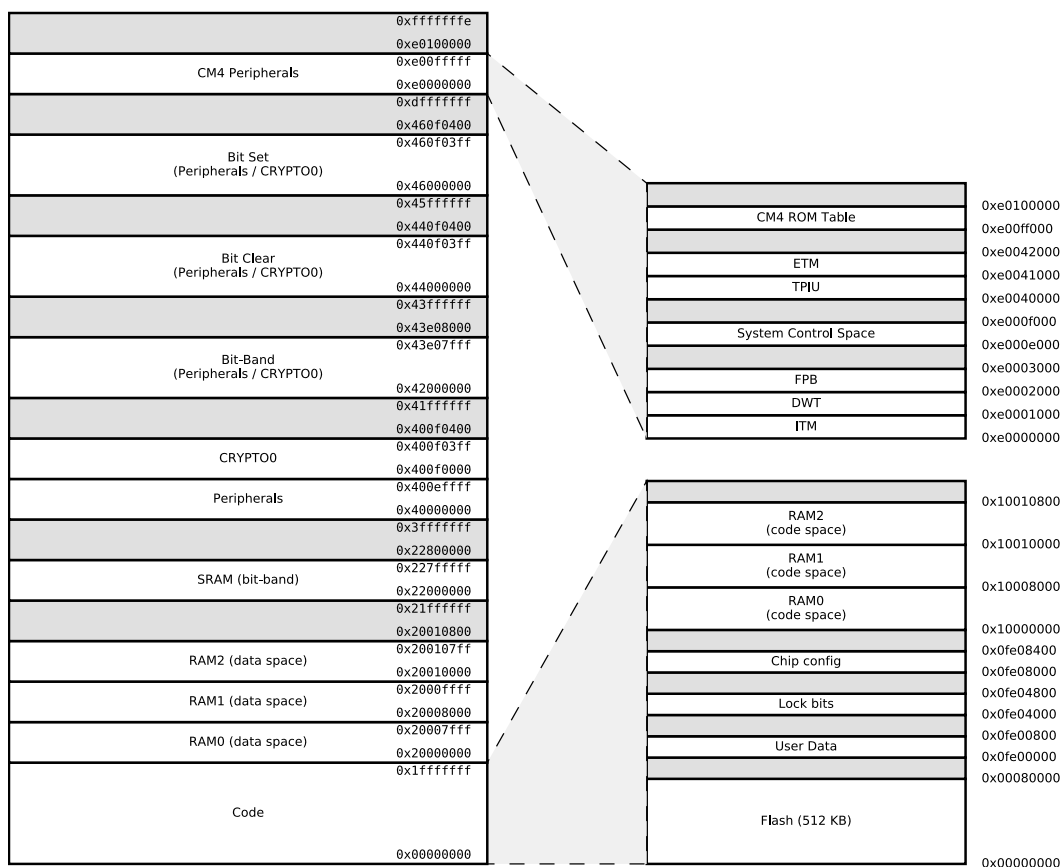 0xfffffffe
0xe0100000
0xe00fffff
CM4 Peripherals
0xe0000000
0xdfffffff
0x460f0400
0x460f03ff
Bit Set
(Peripherals / CRYPTO0)
0x46000000
0x45ffffff
0x440f0400
0x440f03ff
Bit Clear
(Peripherals / CRYPTO0)
0x44000000
0x43ffffff
0x43e08000
0x43e07fff
Bit-Band
(Peripherals / CRYPTO0)
0x42000000
0x41ffffff
0x400f0400
0x400f03ff
CRYPTO0
0x400f0000
0x400effff
Peripherals
0x40000000
0x3fffffff
0x22800000
0x227fffff
SRAM (bit-band)
0x22000000
0x21ffffff
0x20010800
0x200107ff
RAM2 (data space)
0x20010000
0x2000ffff
RAM1 (data space)
0x20008000
0x20007fff
RAM0 (data space)
0x20000000
0x1fffffff
Code
0x00000000
0xe0100000
CM4 ROM Table
0xe00ff000
0xe0042000
ETM
0xe0041000
TPIU
0xe0040000
0xe000f000
System Control Space
0xe000e000
0xe0003000
FPB
0xe0002000
DWT
0xe0001000
ITM
0xe0000000
0x10010800
RAM2
(code space)
0x10010000
RAM1
(code space)
0x10008000
RAM0
(code space)
0x10000000
0x0fe08400
Chip config
0x0fe08000
0x0fe04800
Lock bits
0x0fe04000
0x0fe00800
User Data
0x0fe00000
0x00080000
Flash (512 KB)
0x00000000